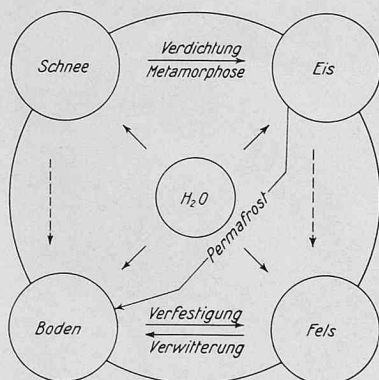 Schnee
Verdichtung
Metamorphose
Eis
H₂O
Permafrost
Boden
Verfestigung
Verwitterung
Fels